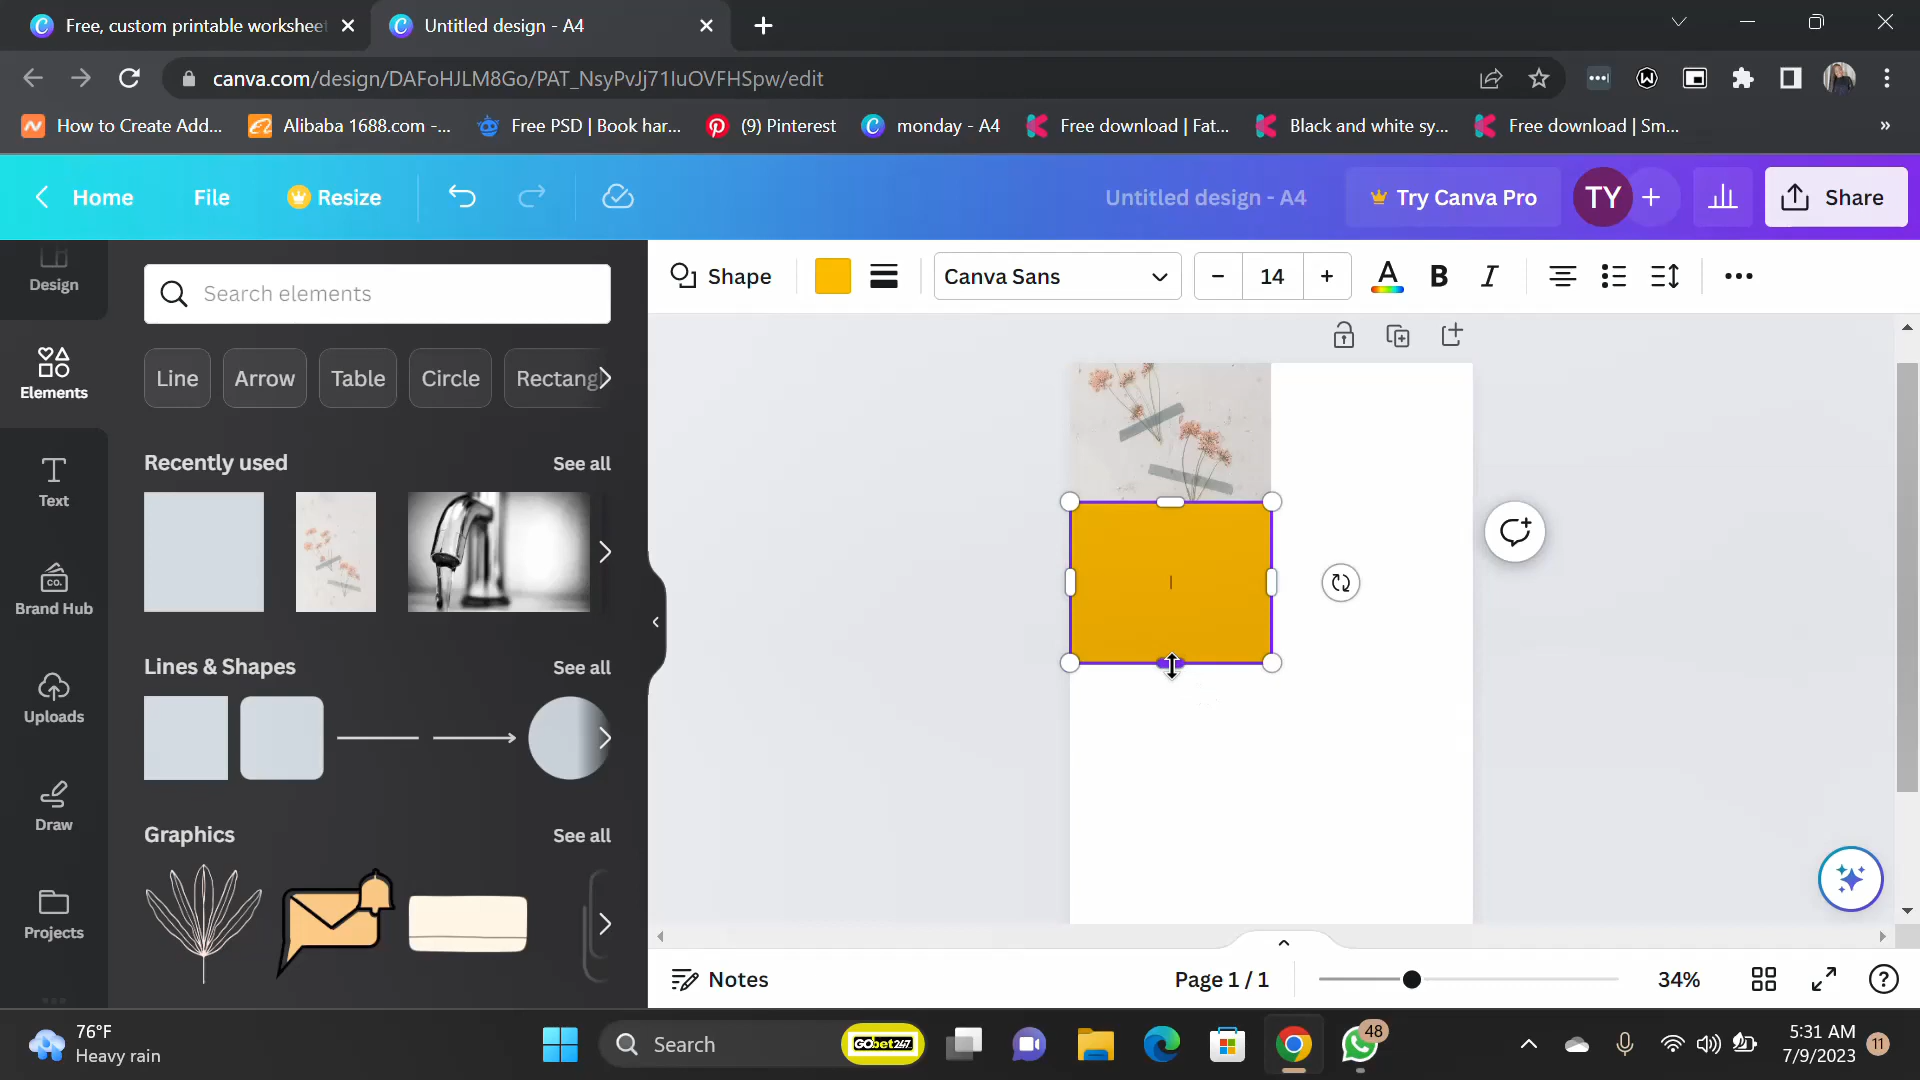 Free, custom printable workshee
Untitled design - A4
canva.com/design/DAFoHJLM8Go/PAT_NsyPvJj71IuOVFHSpw/edit
How to Create Add...
Alibaba 1688.com -...
Free PSD | Book har...
(9) Pinterest
monday - A4
Free download | Fat...
Black and white sy...
Free download | Sm...
»
Home
File
Resize
Untitled design - A4
Try Canva Pro
TY
Share
Design
Elements
Text
Brand Hub
CO.
Uploads
Draw
Projects
Search elements
Line
Arrow
Table
Circle
Rectang
Recently used
See all
Lines & Shapes
See all
Graphics
See all
Shape
Canva Sans
14
A
B
I
Notes
Page 1 / 1
34%
76°F
Heavy rain
Search
GObet247
48
5:31 AM
7/9/2023
11